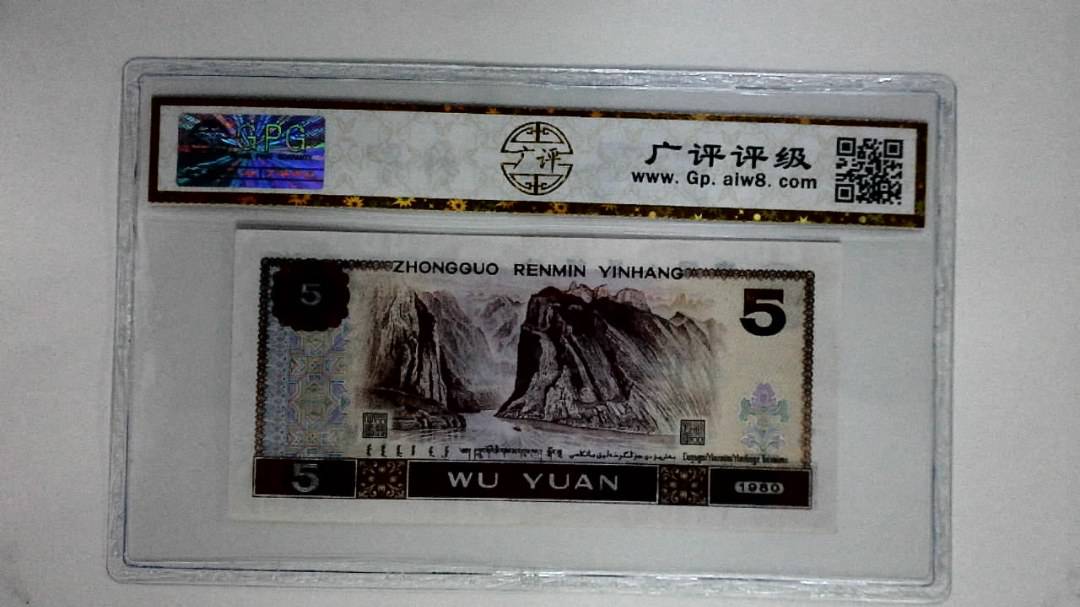 GPG
广评
广评评级
www. Gp. aiw8. com
ZHONGGUO RENMIN YINHANG
5
5
5
WU YUAN
1980